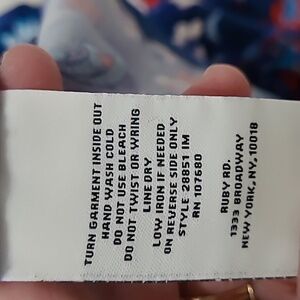 TURN GARMENT INSIDE OUT
HAND WASH COLD
DO NOT USE BLEACH
DO NOT TWIST OR WRING
LINE DRY
LOW IRON IF NEEDED
ON REVERSE SIDE ONLY
STYLE 28851 IM
RN 107680
RUBY RD.
1333 BROADWAY
NEW YORK, NY, 10018